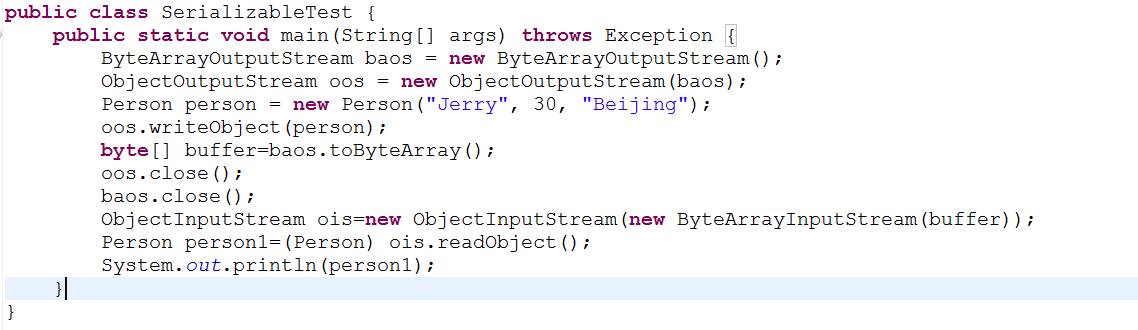 public class SerializableTest {
    public static void main(String[] args) throws Exception {
        ByteArrayOutputStream baos = new ByteArrayOutputStream();
        ObjectOutputStream oos = new ObjectOutputStream(baos);
        Person person = new Person("Jerry", 30, "Beijing");
        oos.writeObject(person);
        byte[] buffer=baos.toByteArray();
        oos.close();
        baos.close();
        ObjectInputStream ois=new ObjectInputStream(new ByteArrayInputStream(buffer));
        Person person1=(Person) ois.readObject();
        System.out.println(person1);
    }
}